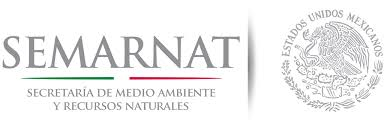 SEMARNAT
SECRETARÍA DE MEDIO AMBIENTE
Y RECURSOS NATURALES
ESTADOS UNIDOS MEXICANOS